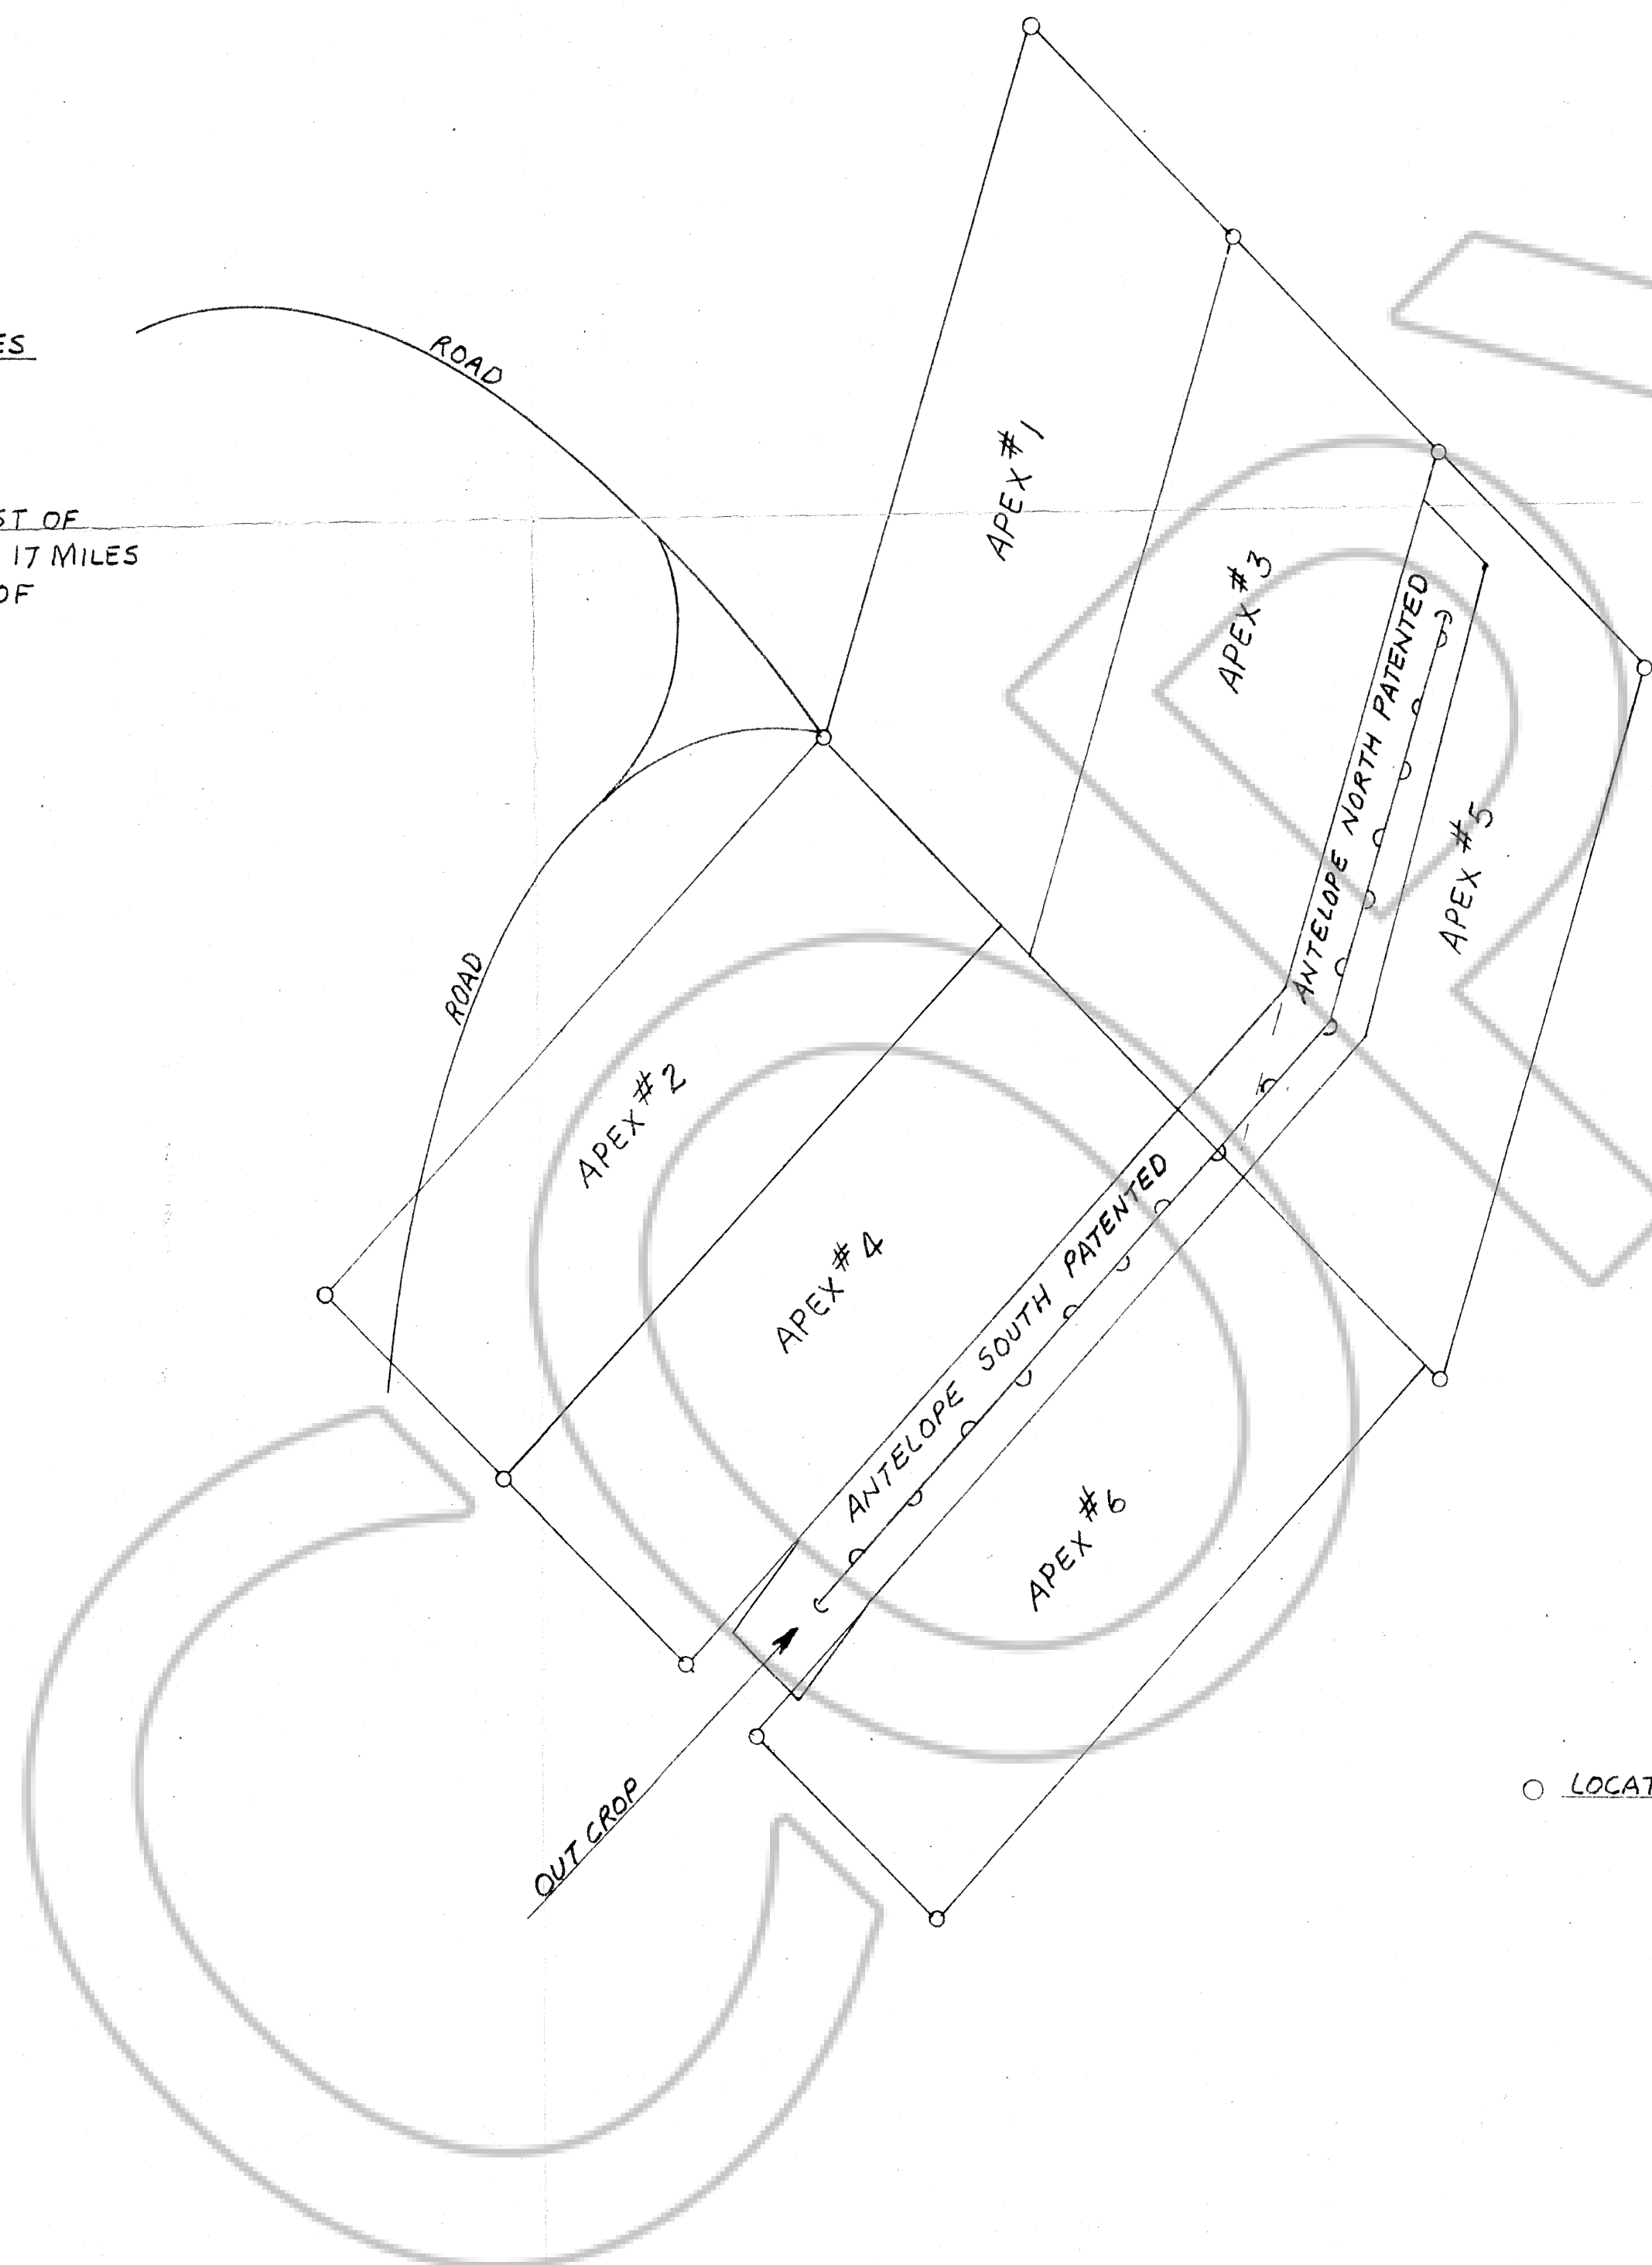 ES
ROAD
ST OF
17 MILES
OF
APEX #1
APEX #3
ANTELOPE NORTH PATENTED
APEX #5
ROAD
APEX #2
APEX #4
ANTELOPE SOUTH PATENTED
APEX #6
OUT CROP
LOCAT
COP